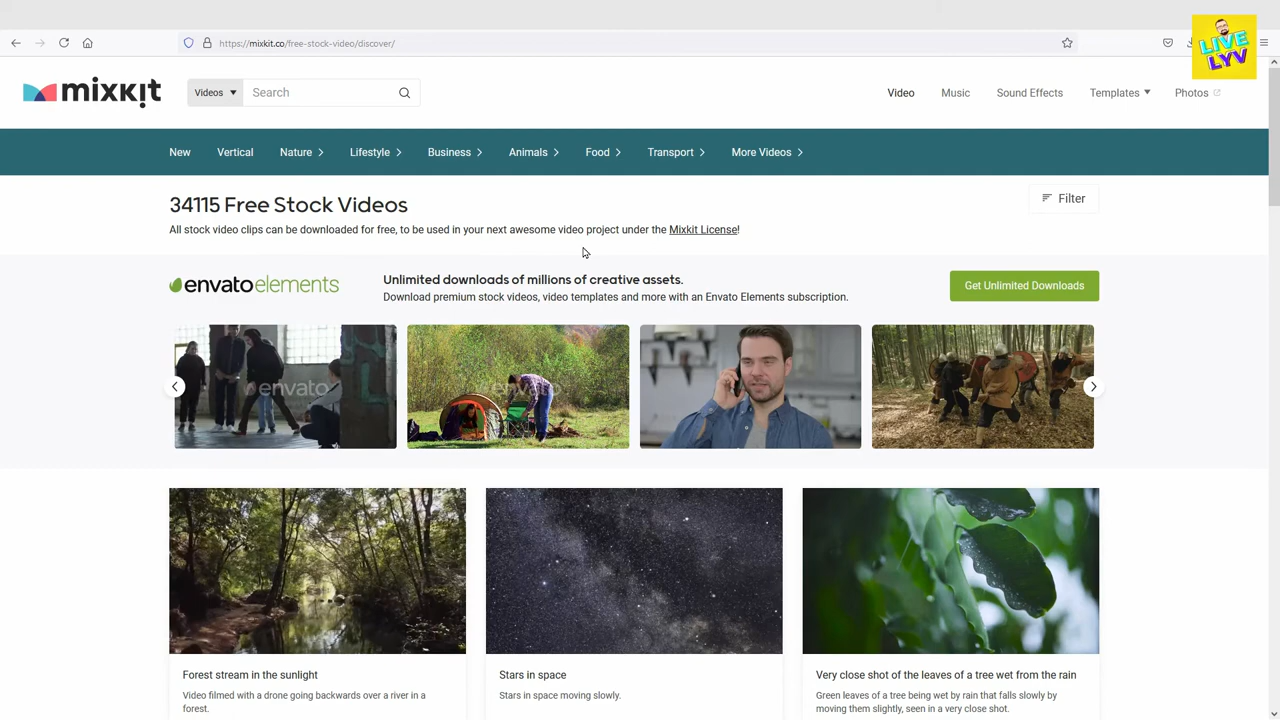 https://mixkit.co/free-stock-video/discover/
LIVE
LYV
mixkit
Videos
Search
Video
Music
Sound Effects
Templates
Photos
New
Vertical
Nature
Lifestyle
Business
Animals
Food
Transport
More Videos
34115 Free Stock Videos
Filter
All stock video clips can be downloaded for free, to be used in your next awesome video project under the Mixkit License!
envatoelements
Unlimited downloads of millions of creative assets.
Download premium stock videos, video templates and more with an Envato Elements subscription.
Get Unlimited Downloads
envato
envato
Forest stream in the sunlight
Video filmed with a drone going backwards over a river in a
forest.
Stars in space
Stars in space moving slowly.
Very close shot of the leaves of a tree wet from the rain
Green leaves of a tree being wet by rain that falls slowly by
moving them slightly, seen in a very close shot.